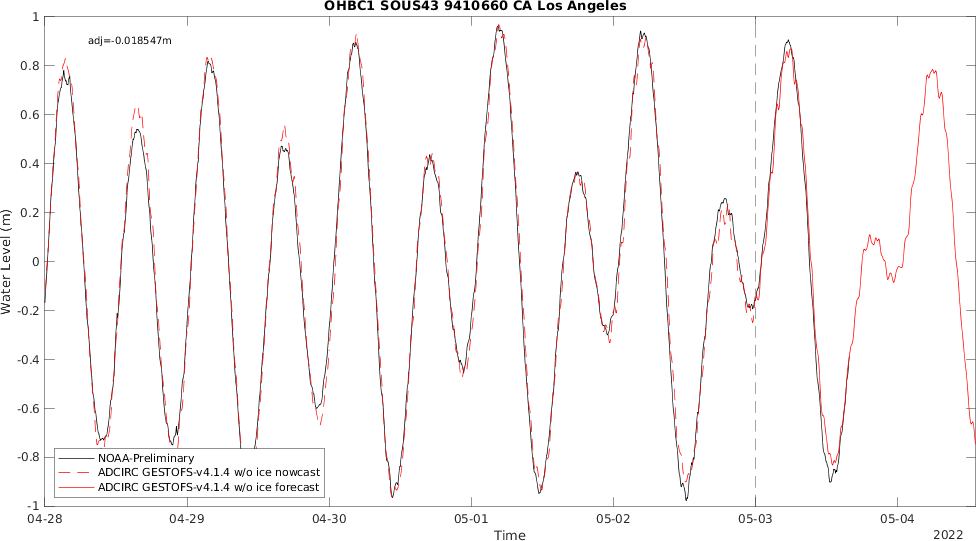 OHBC1 SOUS43 9410660 CA Los Angeles
adj=-0.018547m
1
0.8
0.6
0.4
0.2
0
-0.2
-0.4
-0.6
-0.8
-1
Water Level (m)
NOAA-Preliminary
ADCIRC GESTOFS-v4.1.4 w/o ice nowcast
ADCIRC GESTOFS-v4.1.4 w/o ice forecast
04-28 04-29 04-30 05-01 05-02 05-03 05-04
Time
2022